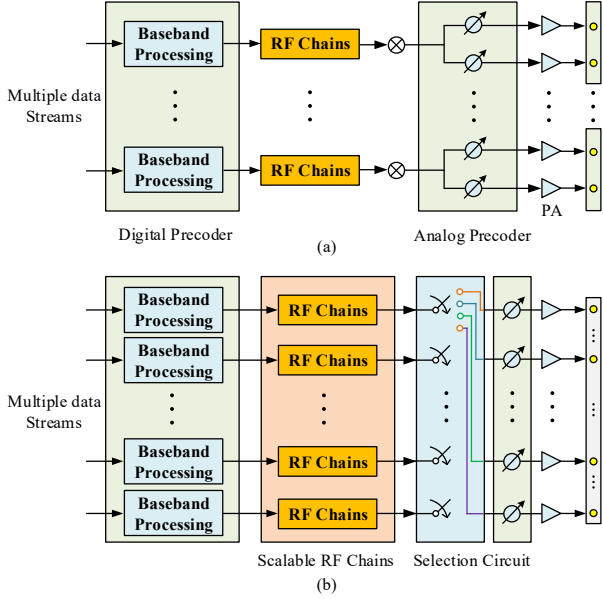 Baseband
Processing
RF Chains
Multiple data
Streams
Baseband
Processing
RF Chains
PA
Digital Precoder
Analog Precoder
(a)
Baseband
Processing
RF Chains
Baseband
Processing
RF Chains
Multiple data
Streams
Baseband
Processing
RF Chains
Baseband
Processing
RF Chains
Scalable RF Chains
Selection Circuit
(b)